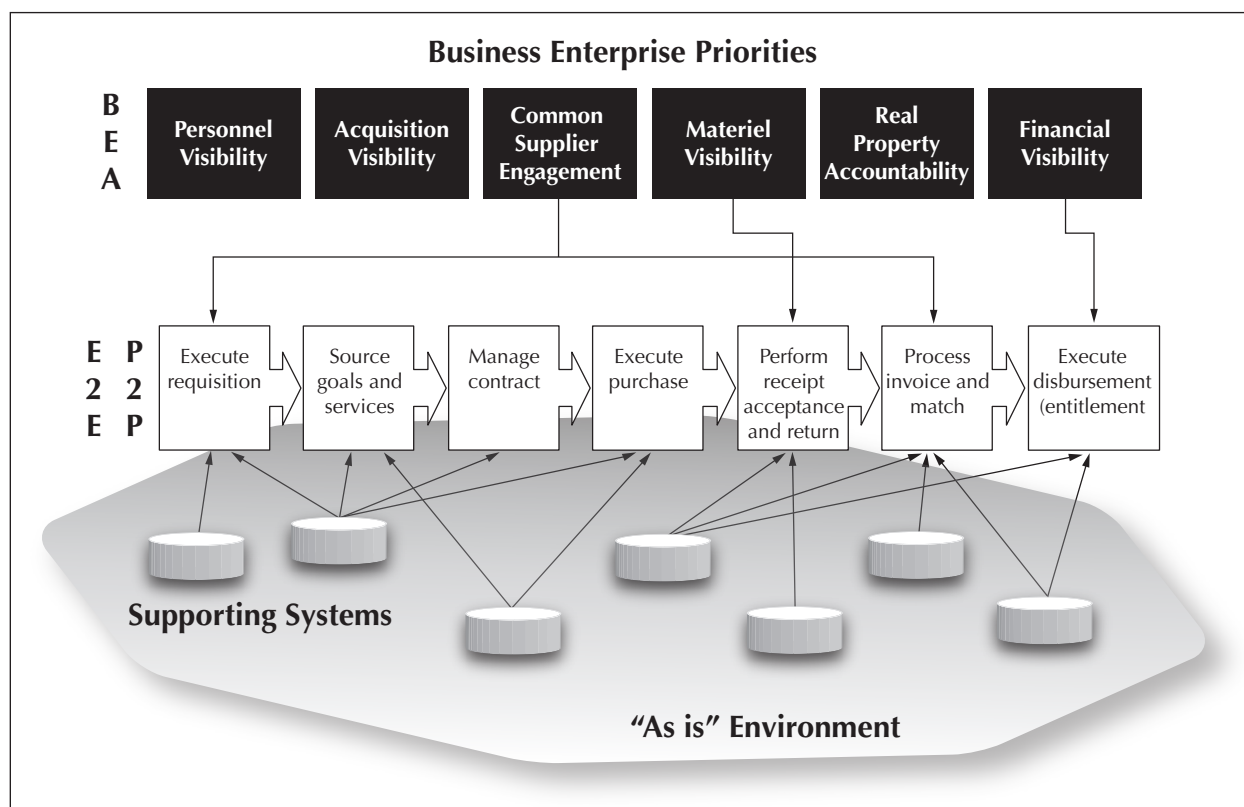 Business Enterprise Priorities
B
E
A
Personnel
Visibility
Acquisition
Visibility
Common
Supplier
Engagement
Materiel
Visibility
Real
Property
Accountability
Financial
Visibility
E P
2 2
E P
Execute
requisition
Source
goals and
services
Manage
contract
Execute
purchase
Perform
receipt
acceptance
and return
Process
invoice and
match
Execute
disbursement
(entitlement
Supporting Systems
“As is” Environment